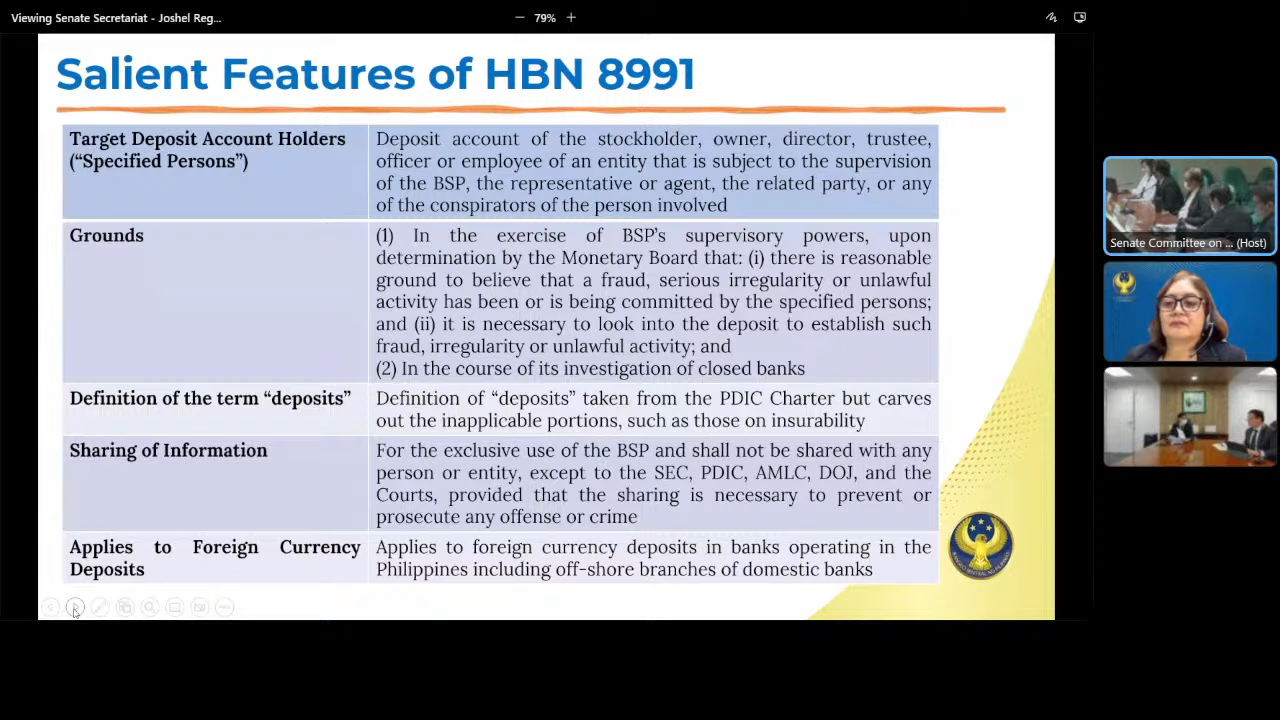 Viewing Senate Secretariat - Joshel Reg...
79%
Salient Features of HBN 8991
Target Deposit Account Holders
(“Specified Persons”)
Deposit account of the stockholder, owner, director, trustee,
officer or employee of an entity that is subject to the supervision
of the BSP, the representative or agent, the related party, or any
of the conspirators of the person involved
Grounds
(1) In the exercise of BSP’s supervisory powers, upon
determination by the Monetary Board that: (i) there is reasonable
ground to believe that a fraud, serious irregularity or unlawful
activity has been or is being committed by the specified persons;
and (ii) it is necessary to look into the deposit to establish such
fraud, irregularity or unlawful activity; and
(2) In the course of its investigation of closed banks
Definition of the term “deposits”
Definition of “deposits” taken from the PDIC Charter but carves
out the inapplicable portions, such as those on insurability
Sharing of Information
For the exclusive use of the BSP and shall not be shared with any
person or entity, except to the SEC, PDIC, AMLC, DOJ, and the
Courts, provided that the sharing is necessary to prevent or
prosecute any offense or crime
Applies to Foreign Currency
Deposits
Applies to foreign currency deposits in banks operating in the
Philippines including off-shore branches of domestic banks
Senate Committee on ... (Host)